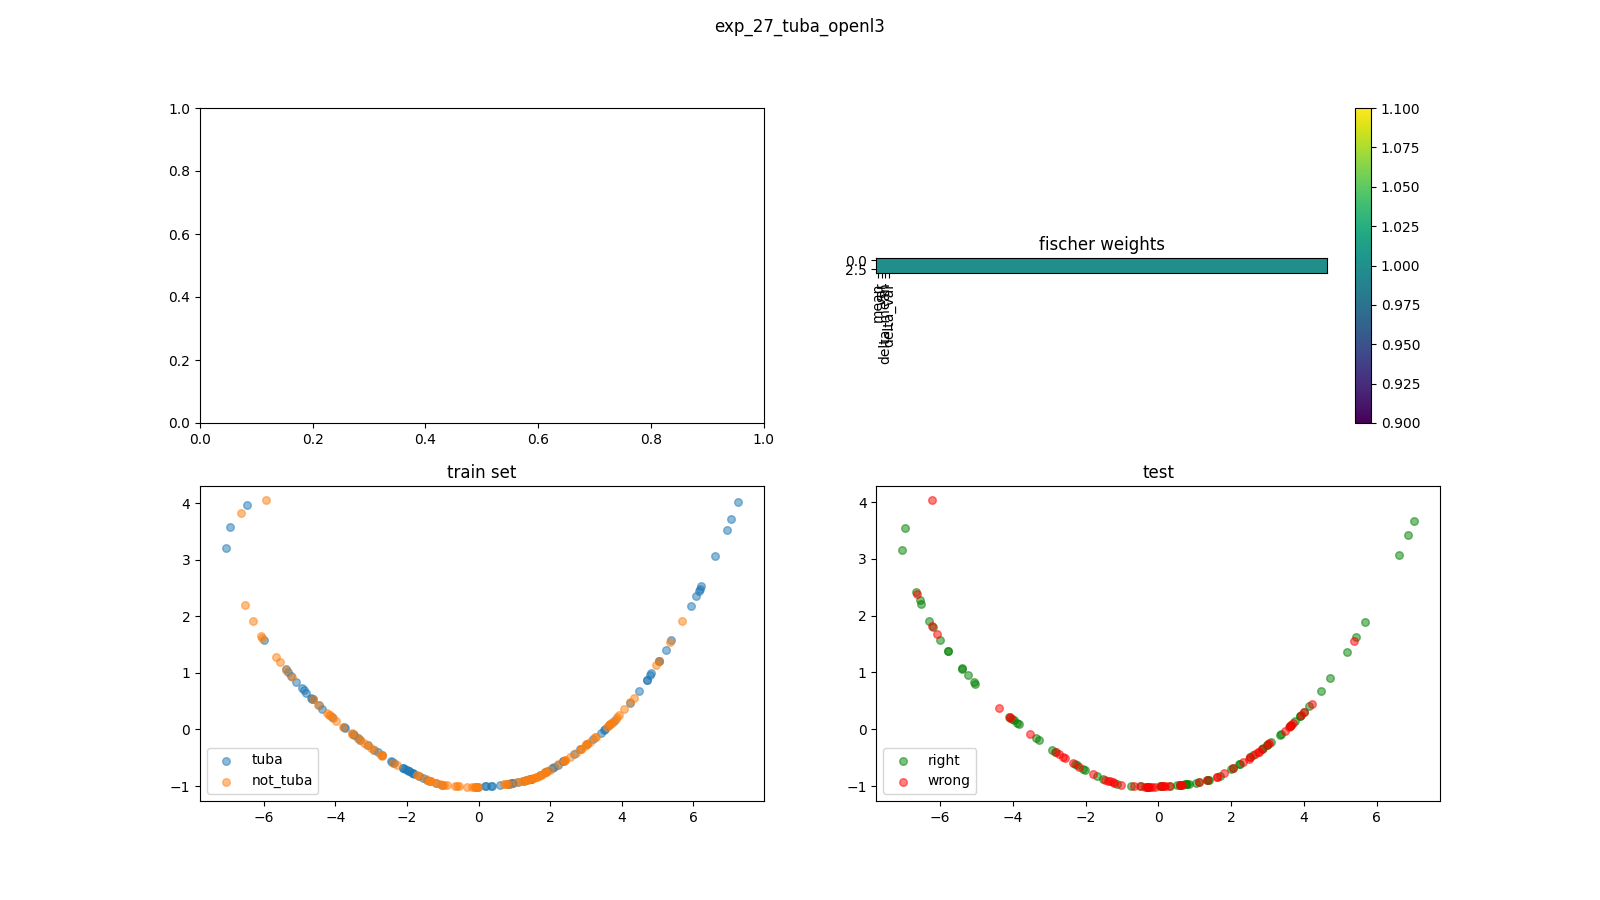 exp_27_tuba_openl3
1.0
0.8
0.6
0.4
0.2
0.0
0.0 0.2 0.4 0.6 0.8 1.0
fischer weights
0.0
2.5
mean
delta_mean
delta_var
1.100
1.075
1.050
1.025
1.000
0.975
0.950
0.925
0.900
train set
4
3
2
1
0
−1
−6 −4 −2 0 2 4 6
tuba
not_tuba
test
4
3
2
1
0
−1
−6 −4 −2 0 2 4 6
right
wrong